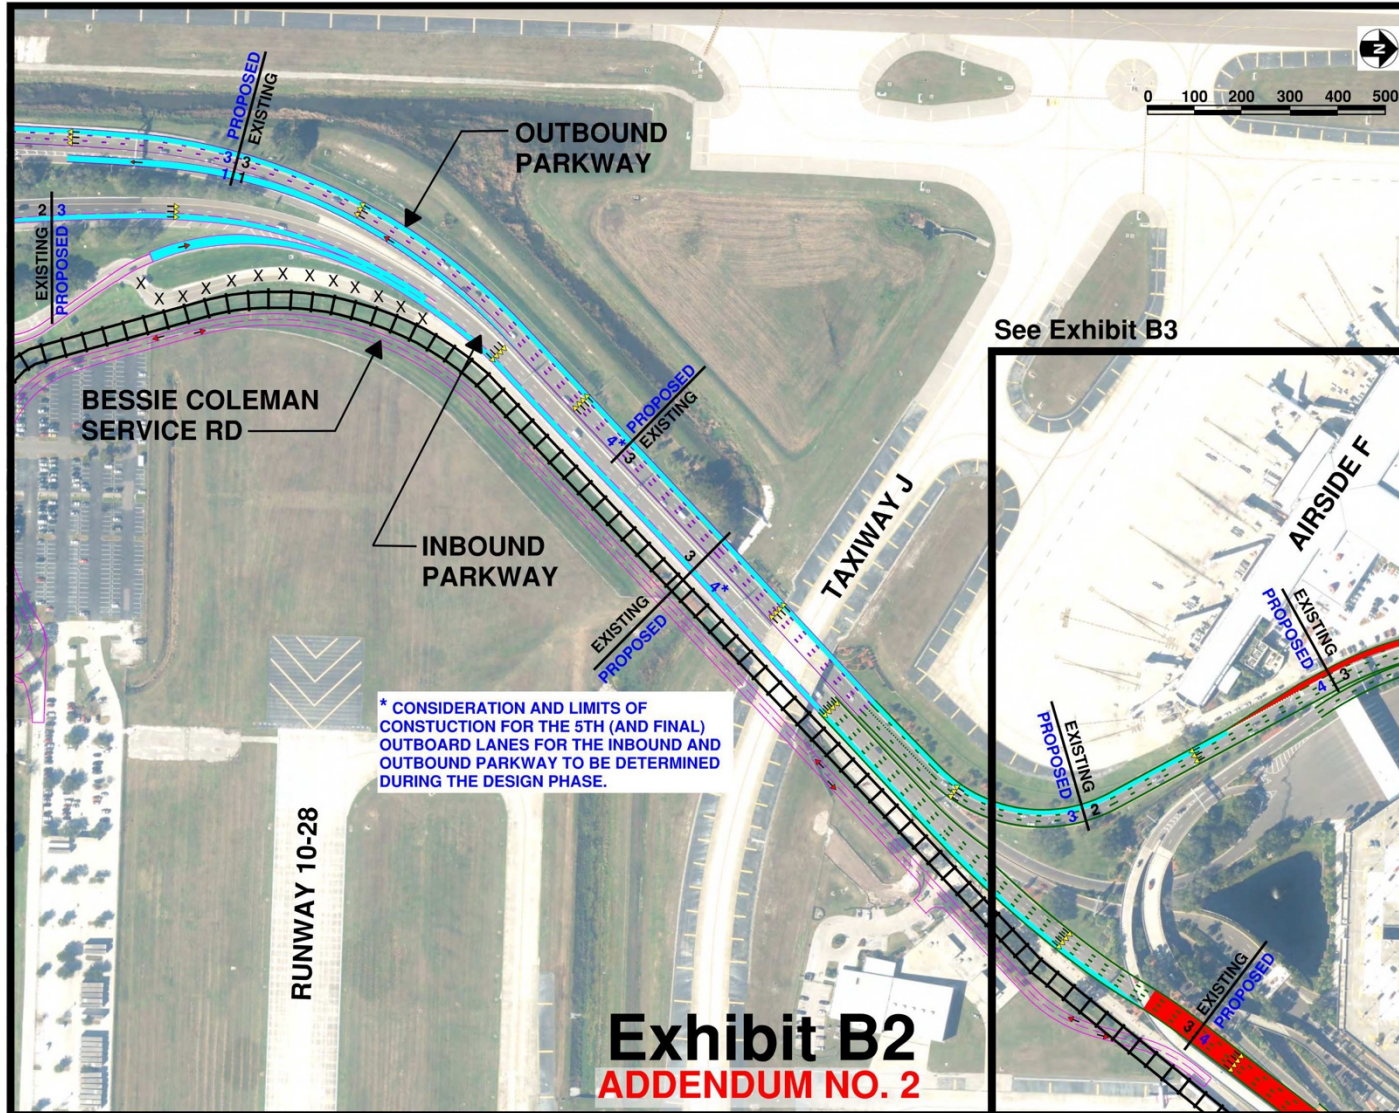 N
0 100 200 300 400 500
PROPOSED
EXISTING
3 3
1 1
OUTBOUND
PARKWAY
2 3
EXISTING
PROPOSED
X X X X X X X X X X X X X X
See Exhibit B3
BESSIE COLEMAN
SERVICE RD
PROPOSED
EXISTING
4*
3
INBOUND
PARKWAY
3
4*
EXISTING
PROPOSED
TAXIWAY J
AIRSIDE F
EXISTING
PROPOSED
3
4
EXISTING
PROPOSED
2
3
* CONSIDERATION AND LIMITS OF
CONSTUCTION FOR THE 5TH (AND FINAL)
OUTBOARD LANES FOR THE INBOUND AND
OUTBOUND PARKWAY TO BE DETERMINED
DURING THE DESIGN PHASE.
RUNWAY 10-28
EXISTING
PROPOSED
3
4
Exhibit B2
ADDENDUM NO. 2